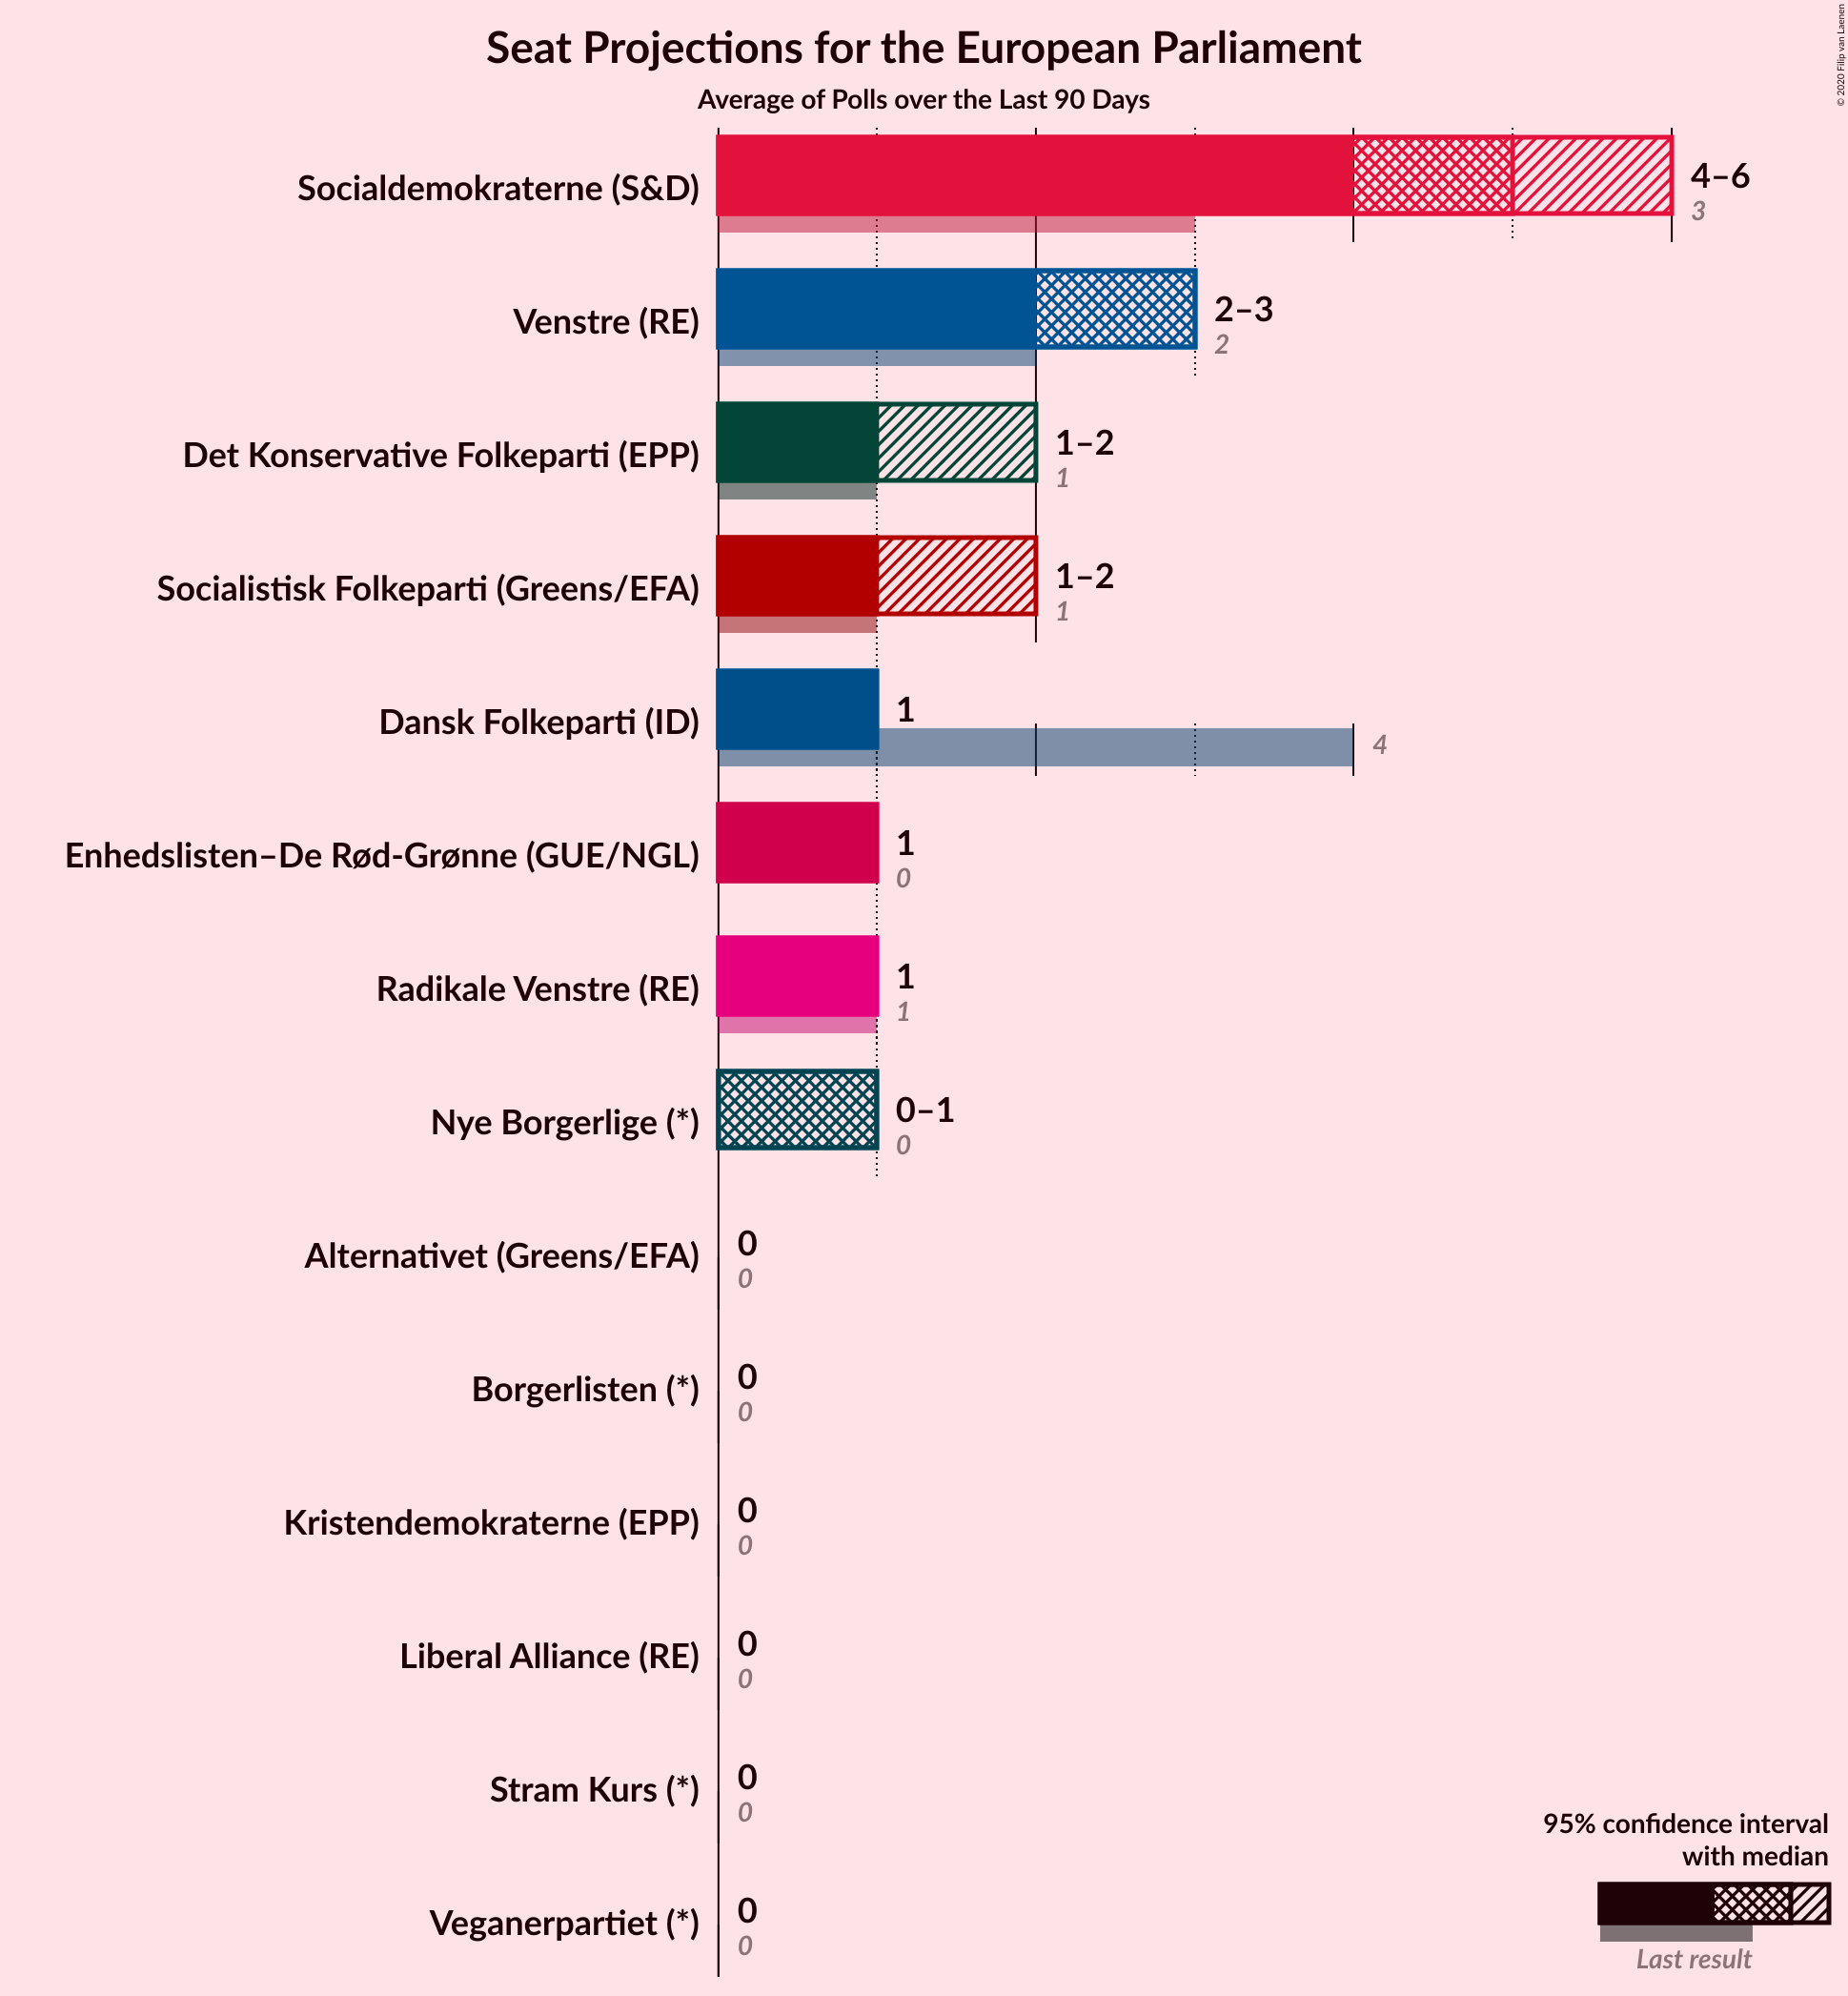 Seat Projections for the European Parliament
Average of Polls over the Last 90 Days
© 2020 Filip van Laenen
Socialdemokraterne (S&D)
4–6
3
Venstre (RE)
2–3
2
Det Konservative Folkeparti (EPP)
1–2
1
Socialistisk Folkeparti (Greens/EFA)
1–2
1
Dansk Folkeparti (ID)
1
4
Enhedslisten–De Rød-Grønne (GUE/NGL)
1
0
Radikale Venstre (RE)
1
1
Nye Borgerlige (*)
0–1
0
Alternativet (Greens/EFA)
0
0
Borgerlisten (*)
0
0
Kristendemokraterne (EPP)
0
0
Liberal Alliance (RE)
0
0
Stram Kurs (*)
0
0
Veganerpartiet (*)
0
0
95% confidence interval
with median
Last result